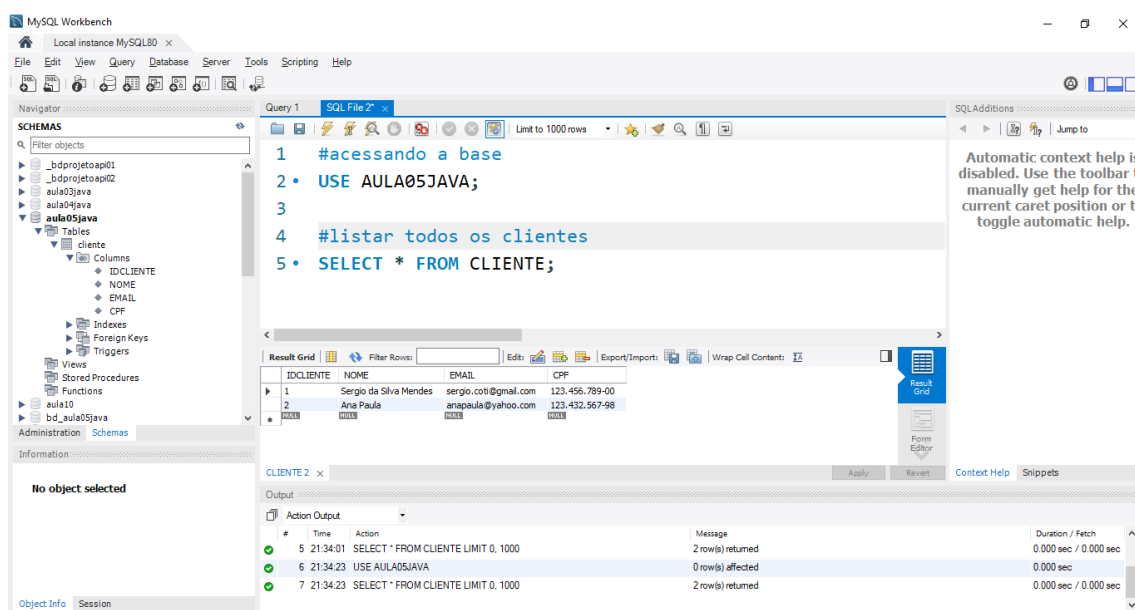 MySQL Workbench
Local instance MySQL80
File Edit View Query Database Server Tools Scripting Help
Navigator
SCHEMAS
Filter objects
_bdprojetoapi01
_bdprojetoapi02
aula03java
aula04java
aula05java
Tables
cliente
Columns
IDCLIENTE
NOME
EMAIL
CPF
Indexes
Foreign Keys
Triggers
Views
Stored Procedures
Functions
aula10
bd_aula05java
Administration Schemas
Information
No object selected
Object Info Session
Query 1 SQL File 2*
Limit to 1000 rows
1 #acessando a base
2 USE AULA05JAVA;
3
4 #listar todos os clientes
5 SELECT * FROM CLIENTE;
Result Grid Filter Rows: Edit: Export/Import: Wrap Cell Content:
IDCLIENTE NOME EMAIL CPF
1 Sergio da Silva Mendes sergio.coti@gmail.com 123.456.789-00
2 Ana Paula anapaula@yahoo.com 123.432.567-98
NULL NULL NULL NULL
Result Grid
Form Editor
CLIENTE 2
Apply Revert
Output
Action Output
# Time Action Message Duration / Fetch
5 21:34:01 SELECT * FROM CLIENTE LIMIT 0, 1000 2 row(s) returned 0.000 sec / 0.000 sec
6 21:34:23 USE AULA05JAVA 0 row(s) affected 0.000 sec
7 21:34:23 SELECT * FROM CLIENTE LIMIT 0, 1000 2 row(s) returned 0.000 sec / 0.000 sec
SQLAdditions
Jump to
Automatic context help is
disabled. Use the toolbar t
manually get help for the
current caret position or t
toggle automatic help.
Context Help Snippets